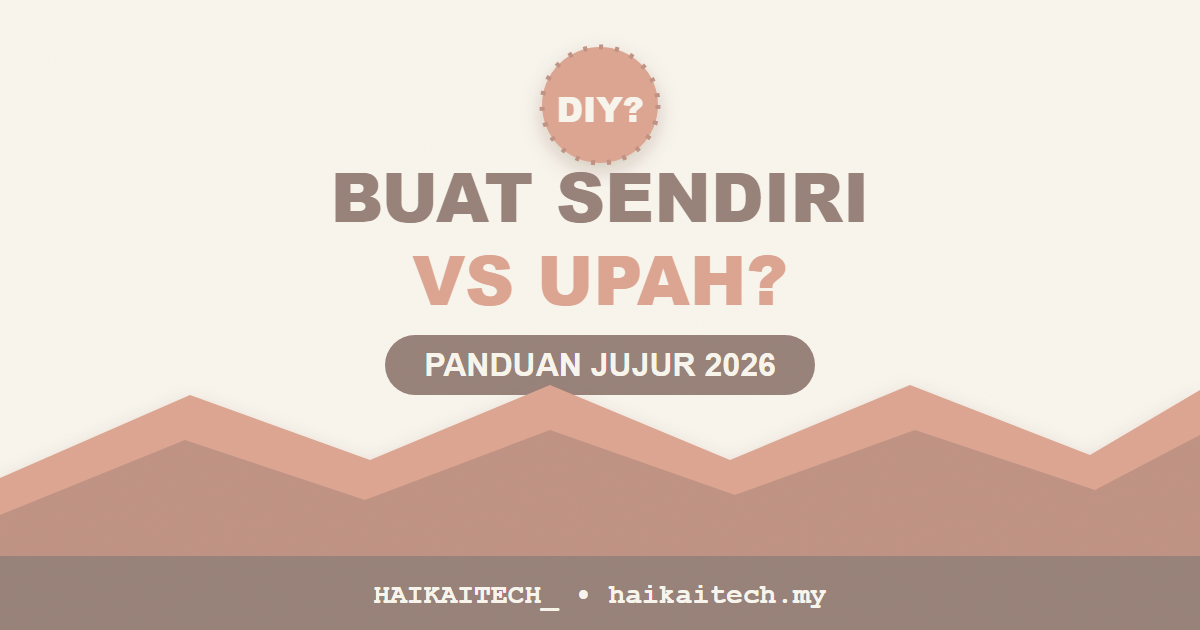 DIY?
BUAT SENDIRI
VS UPAH?
PANDUAN JUJUR 2026
HAIKAITECH_ • haikaitech.my